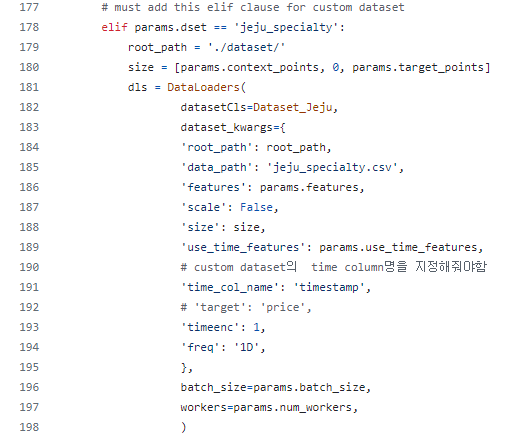 177 # must add this elif clause for custom dataset
178 elif params.dset == 'jeju_specialty':
179 root_path = './dataset/'
180 size = [params.context_points, 0, params.target_points]
181 dls = DataLoaders(
182 datasetCls=Dataset_Jeju,
183 dataset_kwargs={
184 'root_path': root_path,
185 'data_path': 'jeju_specialty.csv',
186 'features': params.features,
187 'scale': False,
188 'size': size,
189 'use_time_features': params.use_time_features,
190 # custom dataset의 time column명을 지정해줘야함
191 'time_col_name': 'timestamp',
192 # 'target': 'price',
193 'timeenc': 1,
194 'freq': '1D',
195 },
196 batch_size=params.batch_size,
197 workers=params.num_workers,
198 )